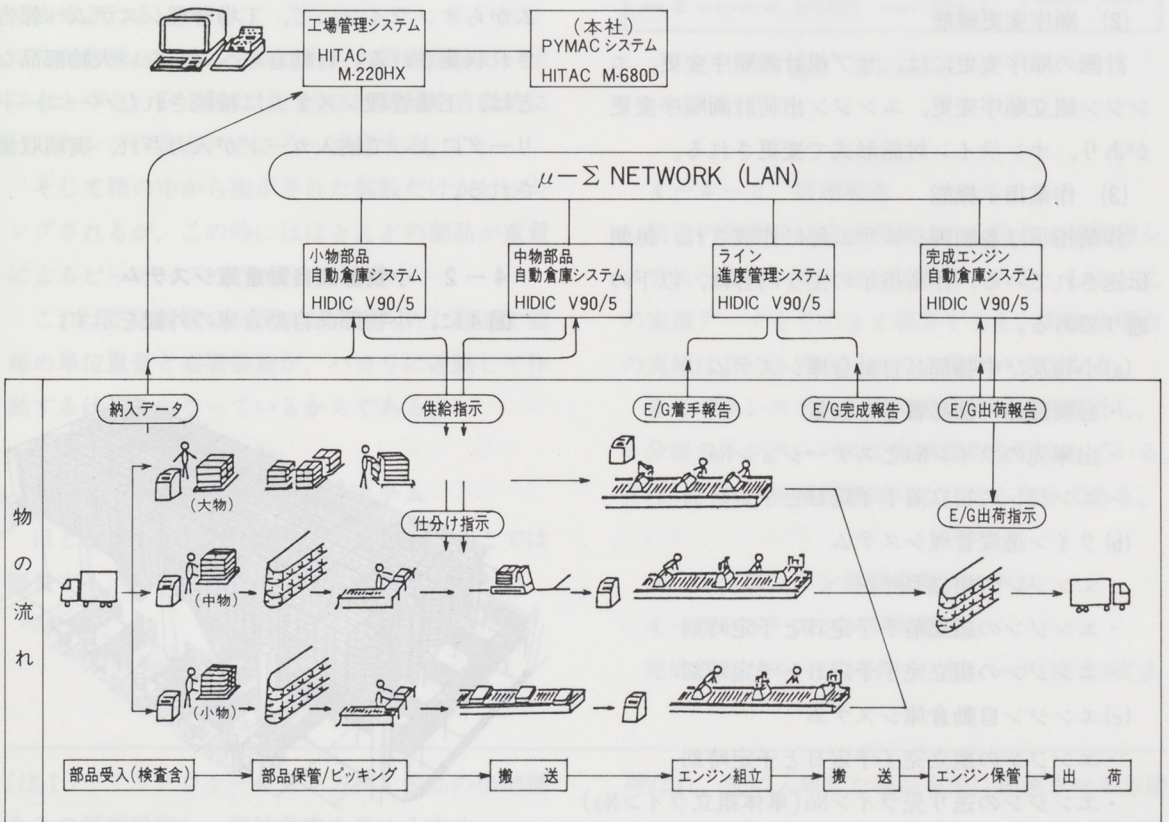 工場管理システム
HITAC
M-220HX
(本社)
PYMAC システム
HITAC M-680D
μ－Σ NETWORK (LAN)
小物部品
自動倉庫システム
HIDIC V90/5
中物部品
自動倉庫システム
HIDIC V90/5
ライン
進度管理システム
HIDIC V90/5
完成エンジン
自動倉庫システム
HIDIC V90/5
納入データ
供給指示
E/G着手報告
E/G完成報告
E/G出荷報告
(大物)
仕分け指示
E/G出荷指示
物の流れ
(中物)
(小物)
部品受入(検査含)
部品保管/ピッキング
搬送
エンジン組立
搬送
エンジン保管
出荷